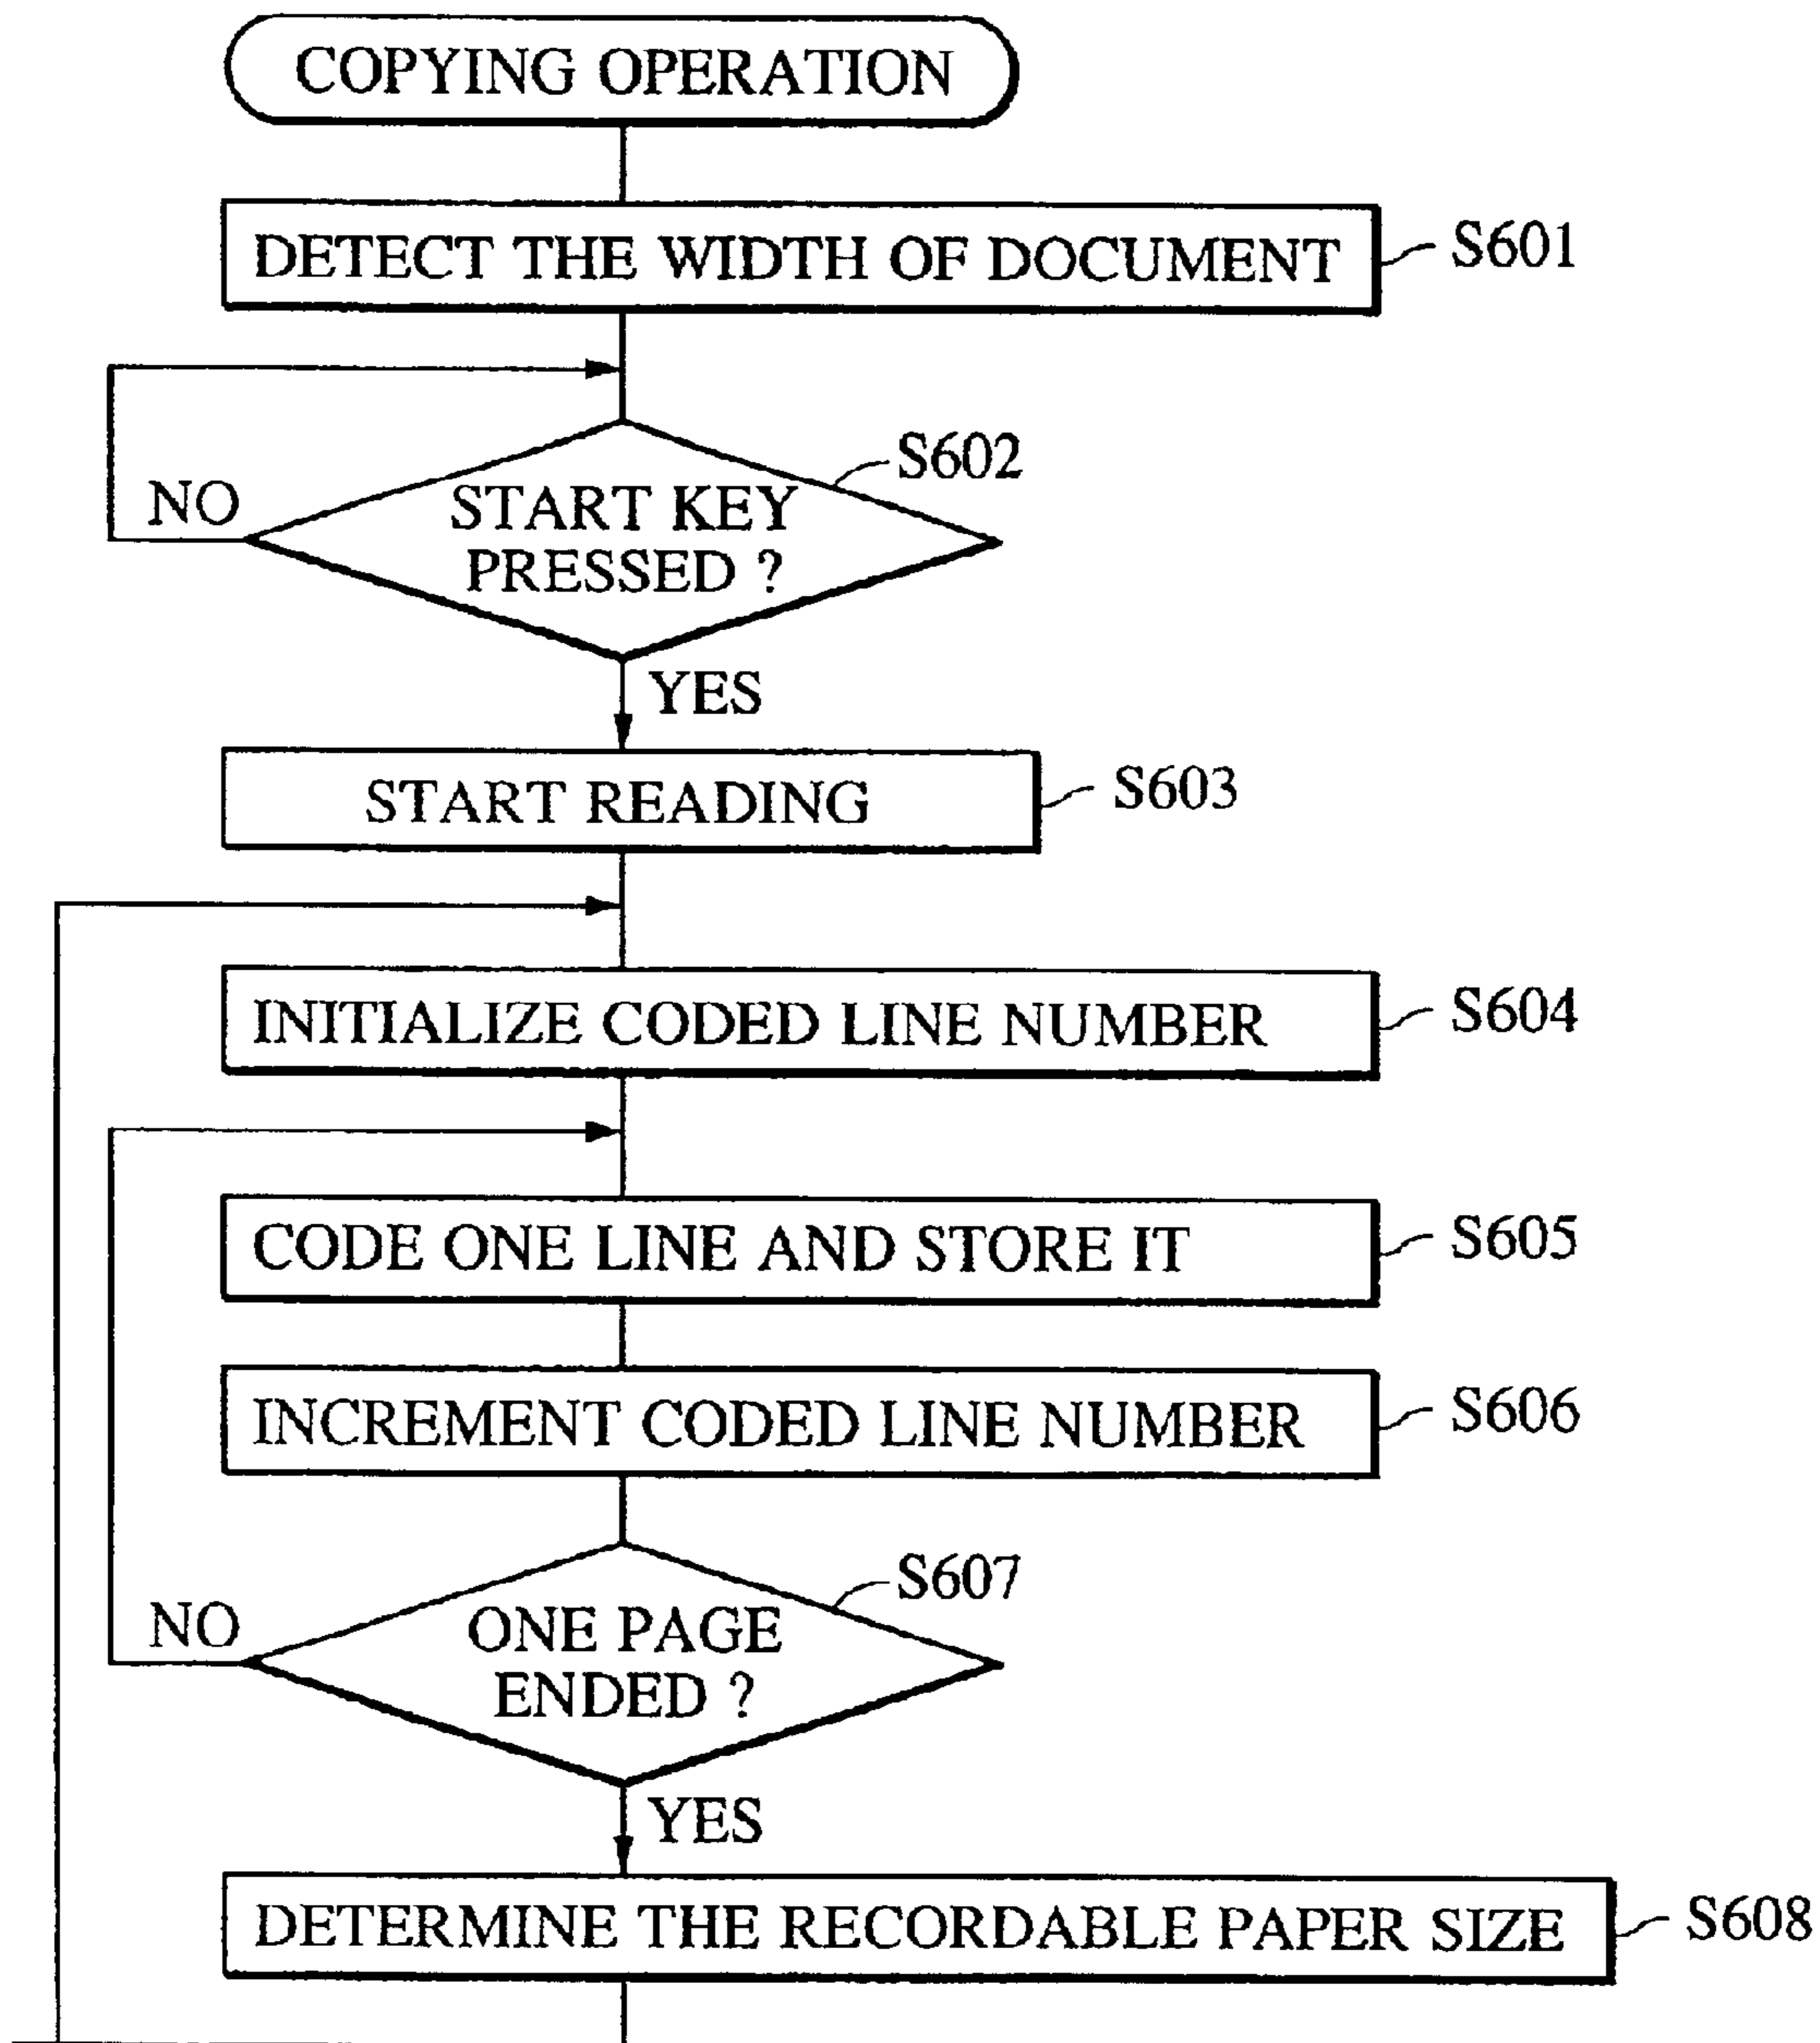 COPYING OPERATION
DETECT THE WIDTH OF DOCUMENT
S601
S602
NO
START KEY
PRESSED ?
YES
START READING
S603
INITIALIZE CODED LINE NUMBER
S604
CODE ONE LINE AND STORE IT
S605
INCREMENT CODED LINE NUMBER
S606
S607
NO
ONE PAGE
ENDED ?
YES
DETERMINE THE RECORDABLE PAPER SIZE
S608